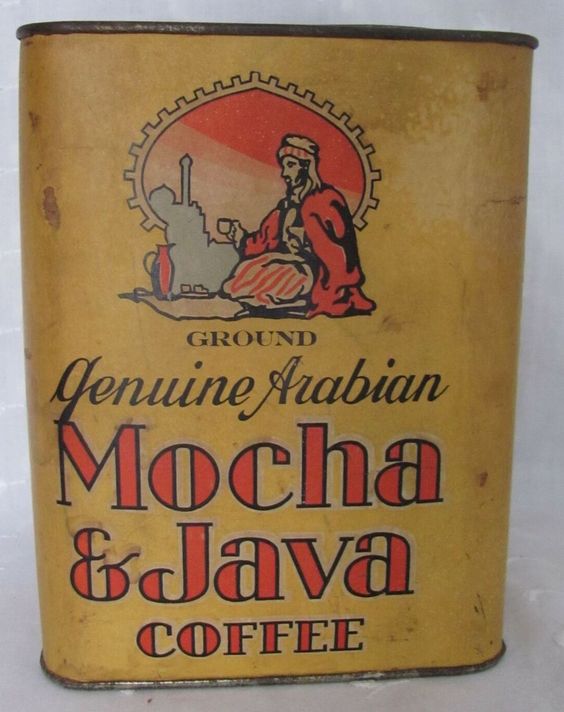 GROUND
Genuine Arabian
Mocha
& Java
COFFEE